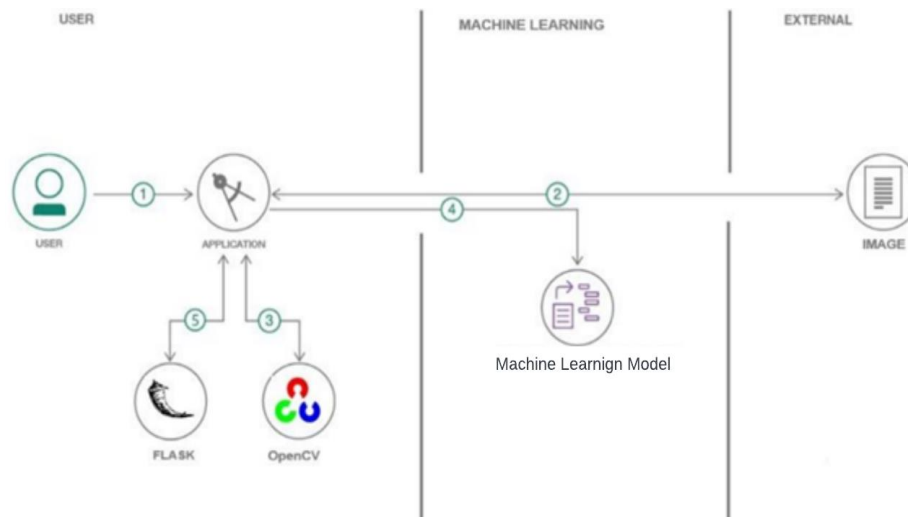 USER
MACHINE LEARNING
EXTERNAL
1
2
4
USER
APPLICATION
IMAGE
5
3
Machine Learnign Model
FLASK
OpenCV